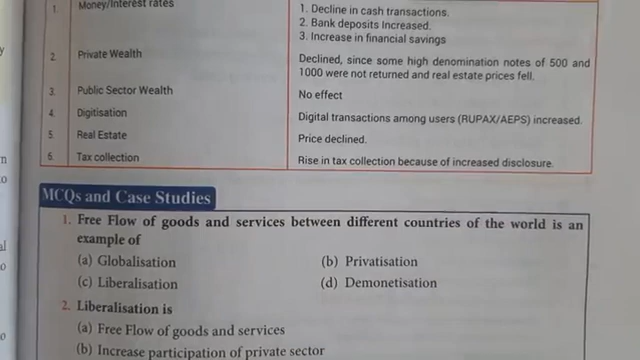 1. Money/Interest rates 1. Decline in cash transactions.
2. Bank deposits Increased.
3. Increase in financial savings
2. Private Wealth Declined, since some high denomination notes of 500 and
1000 were not returned and real estate prices fell.
3. Public Sector Wealth No effect
4. Digitisation Digital transactions among users (RUPAX/AEPS) increased.
5. Real Estate Price declined.
6. Tax collection Rise in tax collection because of increased disclosure.
MCQs and Case Studies
1. Free Flow of goods and services between different countries of the world is an
example of
(a) Globalisation (b) Privatisation
(c) Liberalisation (d) Demonetisation
2. Liberalisation is
(a) Free Flow of goods and services
(b) Increase participation of private sector